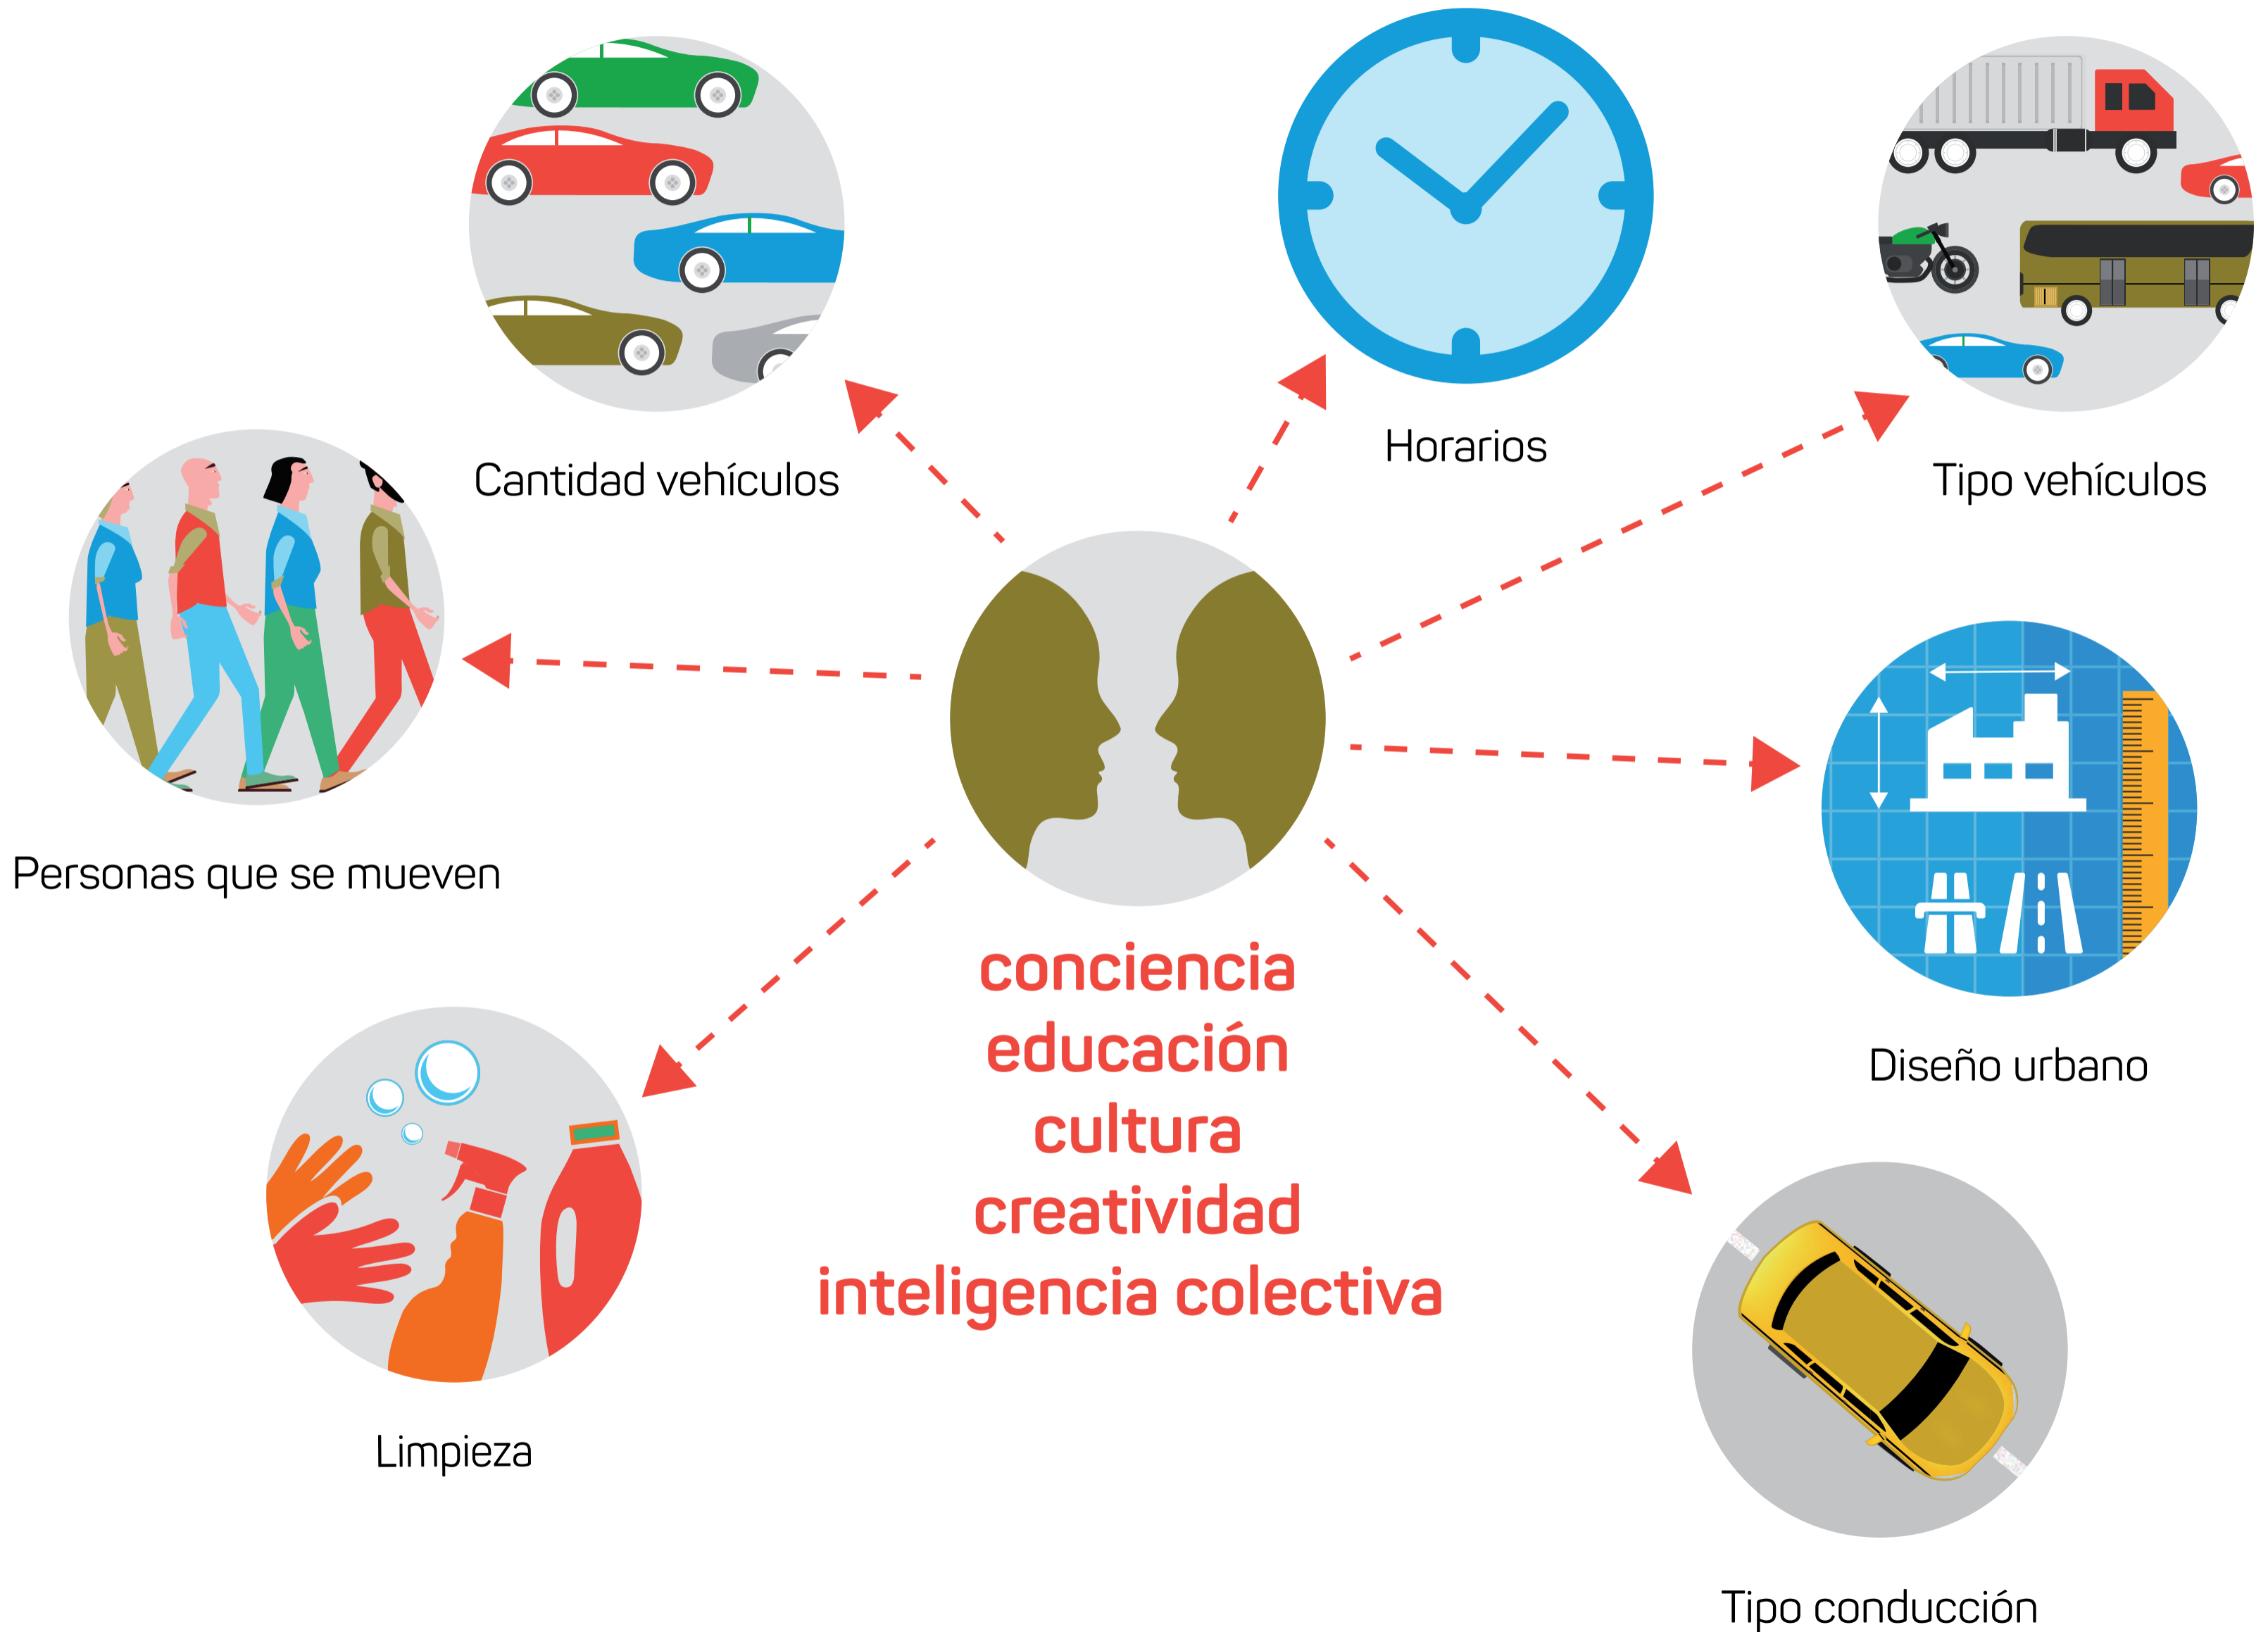 Horarios
Cantidad vehículos
Tipo vehículos
Personas que se mueven
conciencia
educación
cultura
creatividad
inteligencia colectiva
Diseño urbano
Limpieza
Tipo conducción